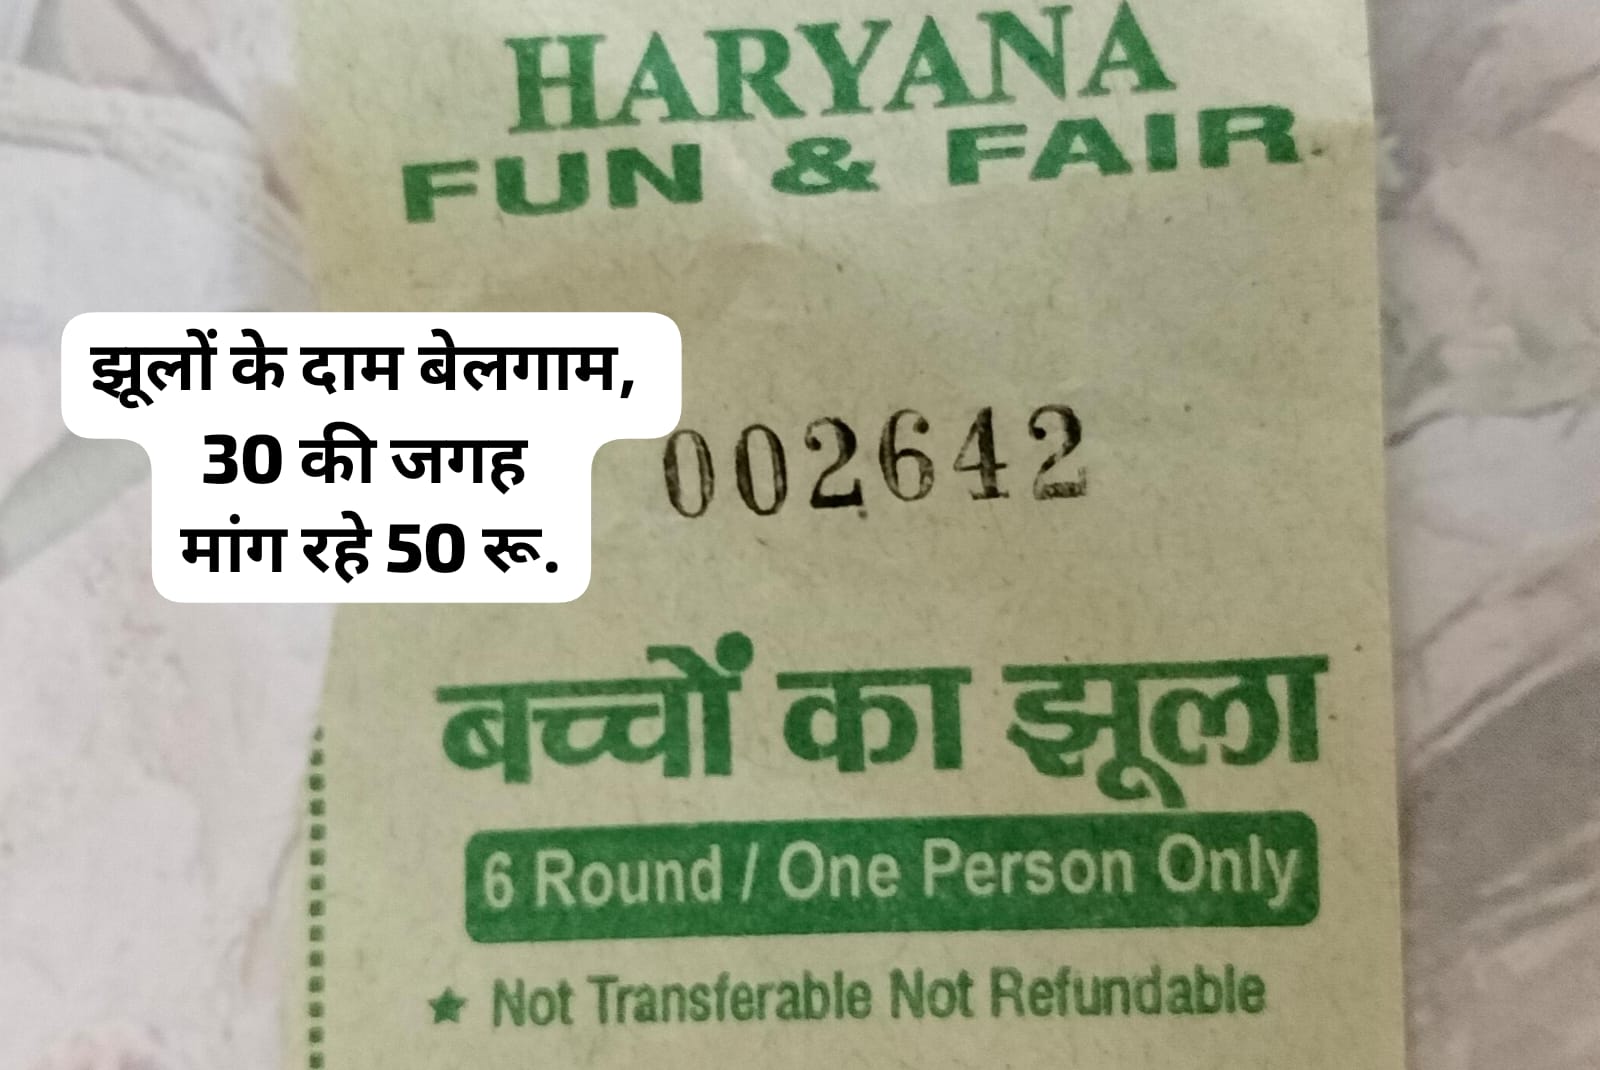 HARYANA
FUN & FAIR
झूलों के दाम बेलगाम,
30 की जगह
मांग रहे 50 रू.
002642
बच्चों का झूला
6 Round / One Person Only
★ Not Transferable Not Refundable